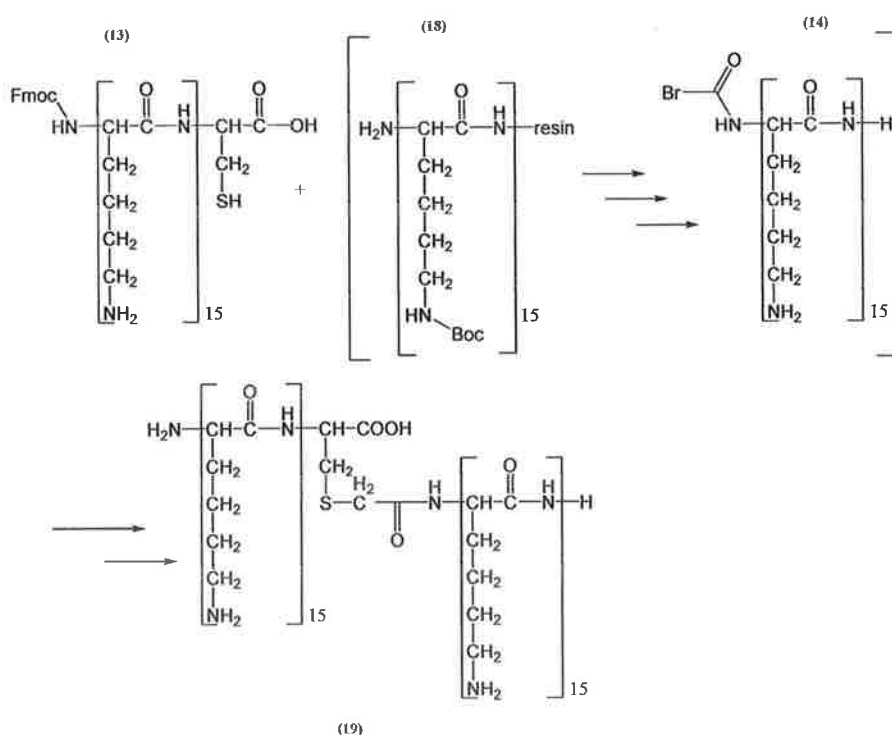 (13)
(18)
(14)
Fmoc
HN—CH—C—N—CH—C—OH
O H O
CH₂ CH₂
CH₂ SH
CH₂
CH₂
NH₂
15
+
H₂N—CH—C—N—resin
O H
CH₂
CH₂
CH₂
CH₂
HN
Boc
15
Br
O
HN—CH—C—N—H
O H
CH₂
CH₂
CH₂
CH₂
NH₂
15
H₂N—CH—C—N—CH—COOH
O H
CH₂ CH₂
CH₂ S—C—
H₂
O
CH₂
CH₂
NH₂
15
N—CH—C—N—H
H O H
CH₂
CH₂
CH₂
CH₂
NH₂
15
(19)